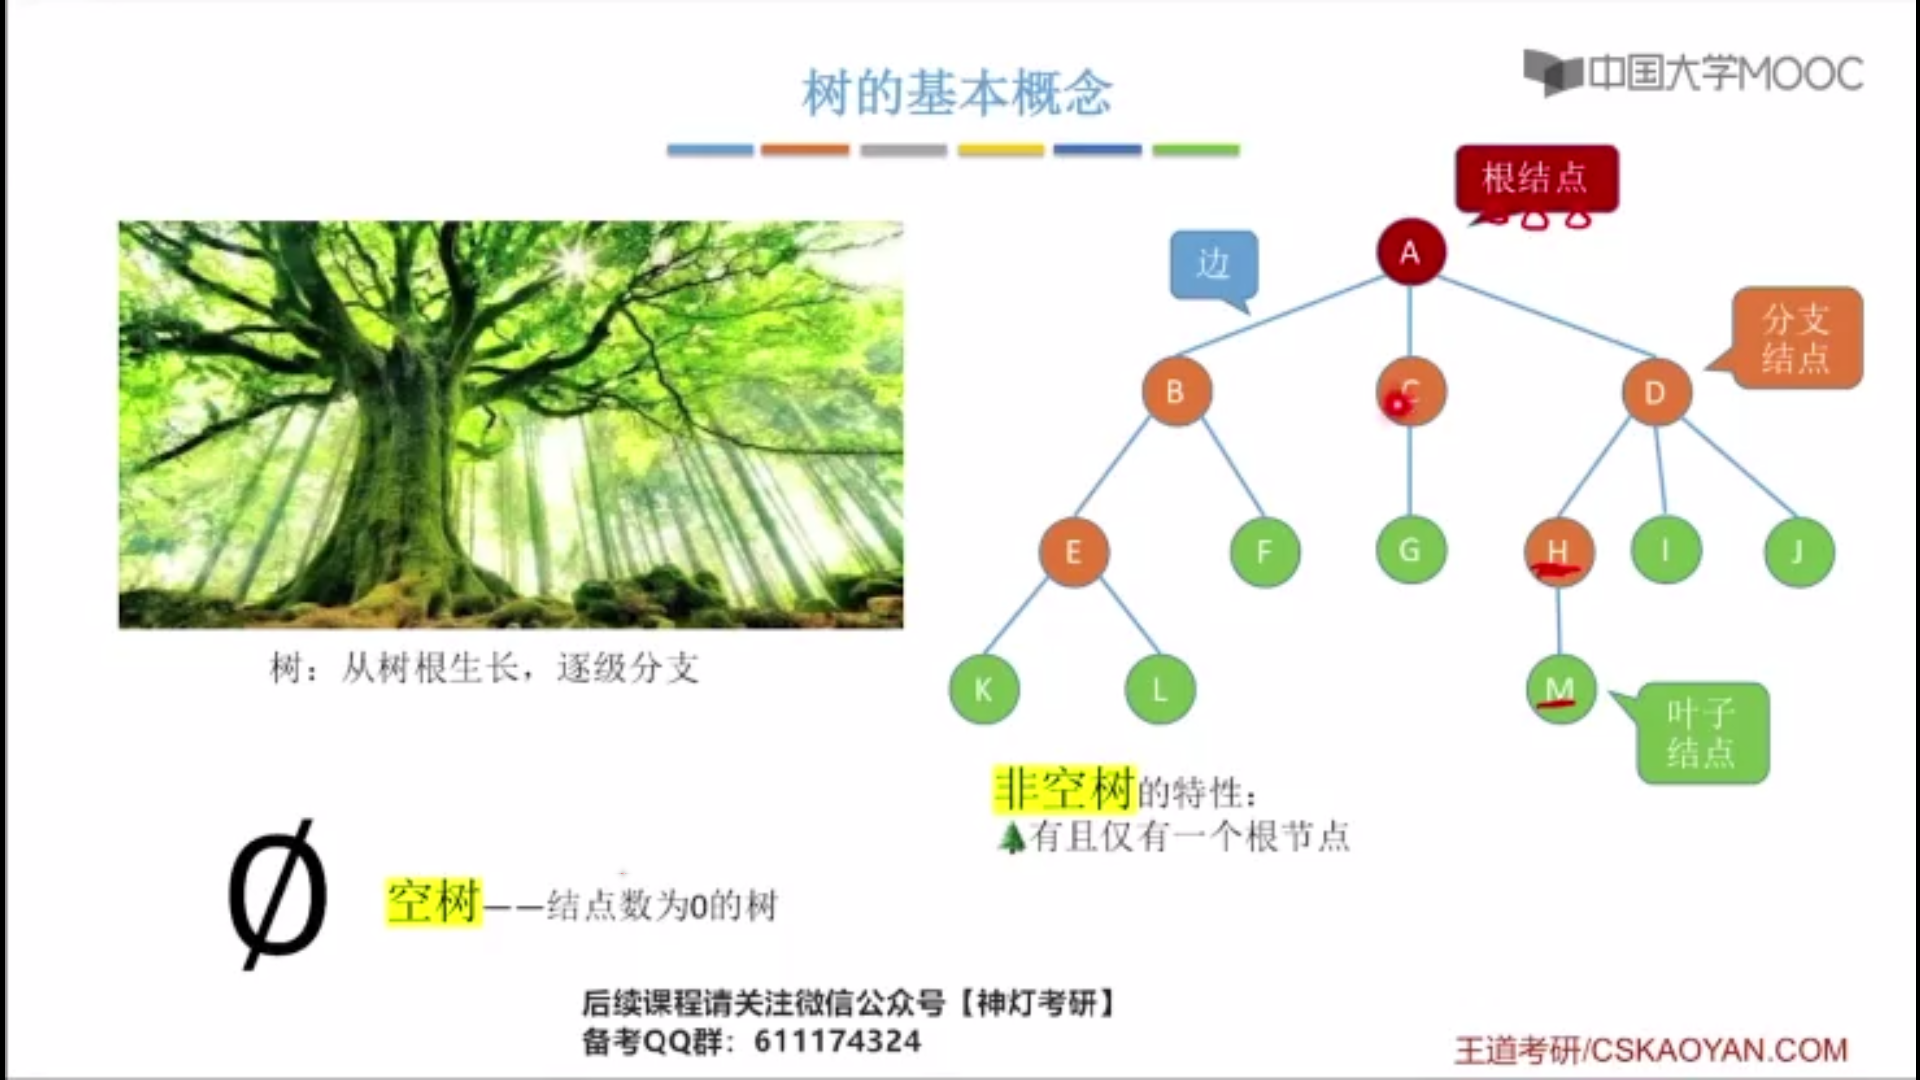 树的基本概念
中国大学MOOC
根结点
A
边
分支
结点
B
C
D
E
F
G
H
I
J
K
L
M
叶子
结点
树：从树根生长，逐级分支
非空树的特性：
有且仅有一个根节点
Ø
空树——结点数为0的树
后续课程请关注微信公众号【神灯考研】
备考QQ群：611174324
王道考研/CSKAOYAN.COM